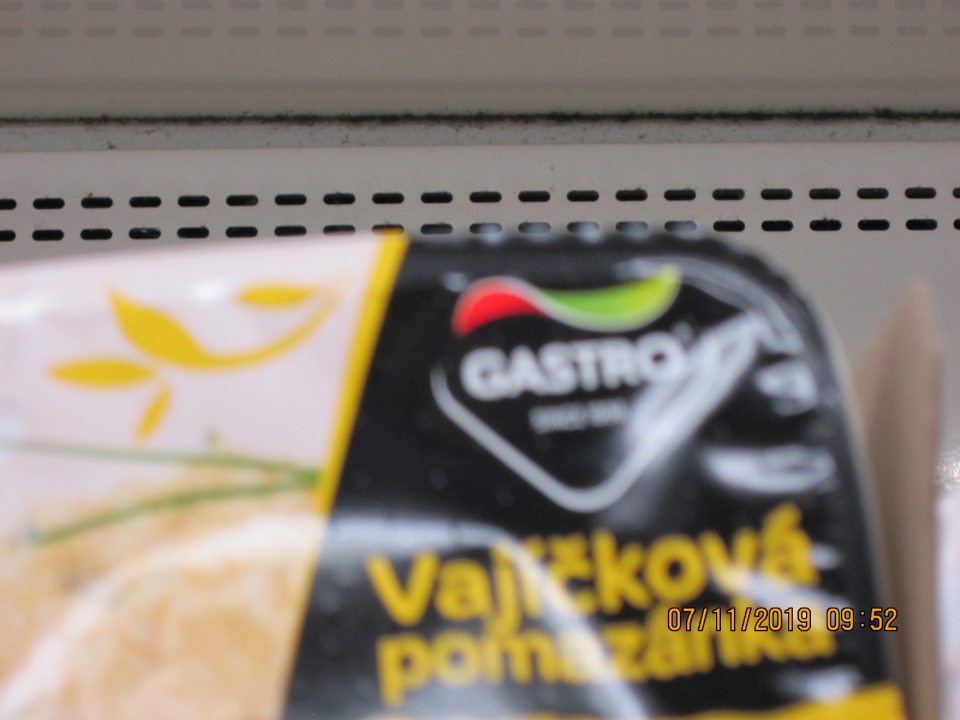 GASTRO
Vajíčková
pomazánka
07/11/2019 09:52